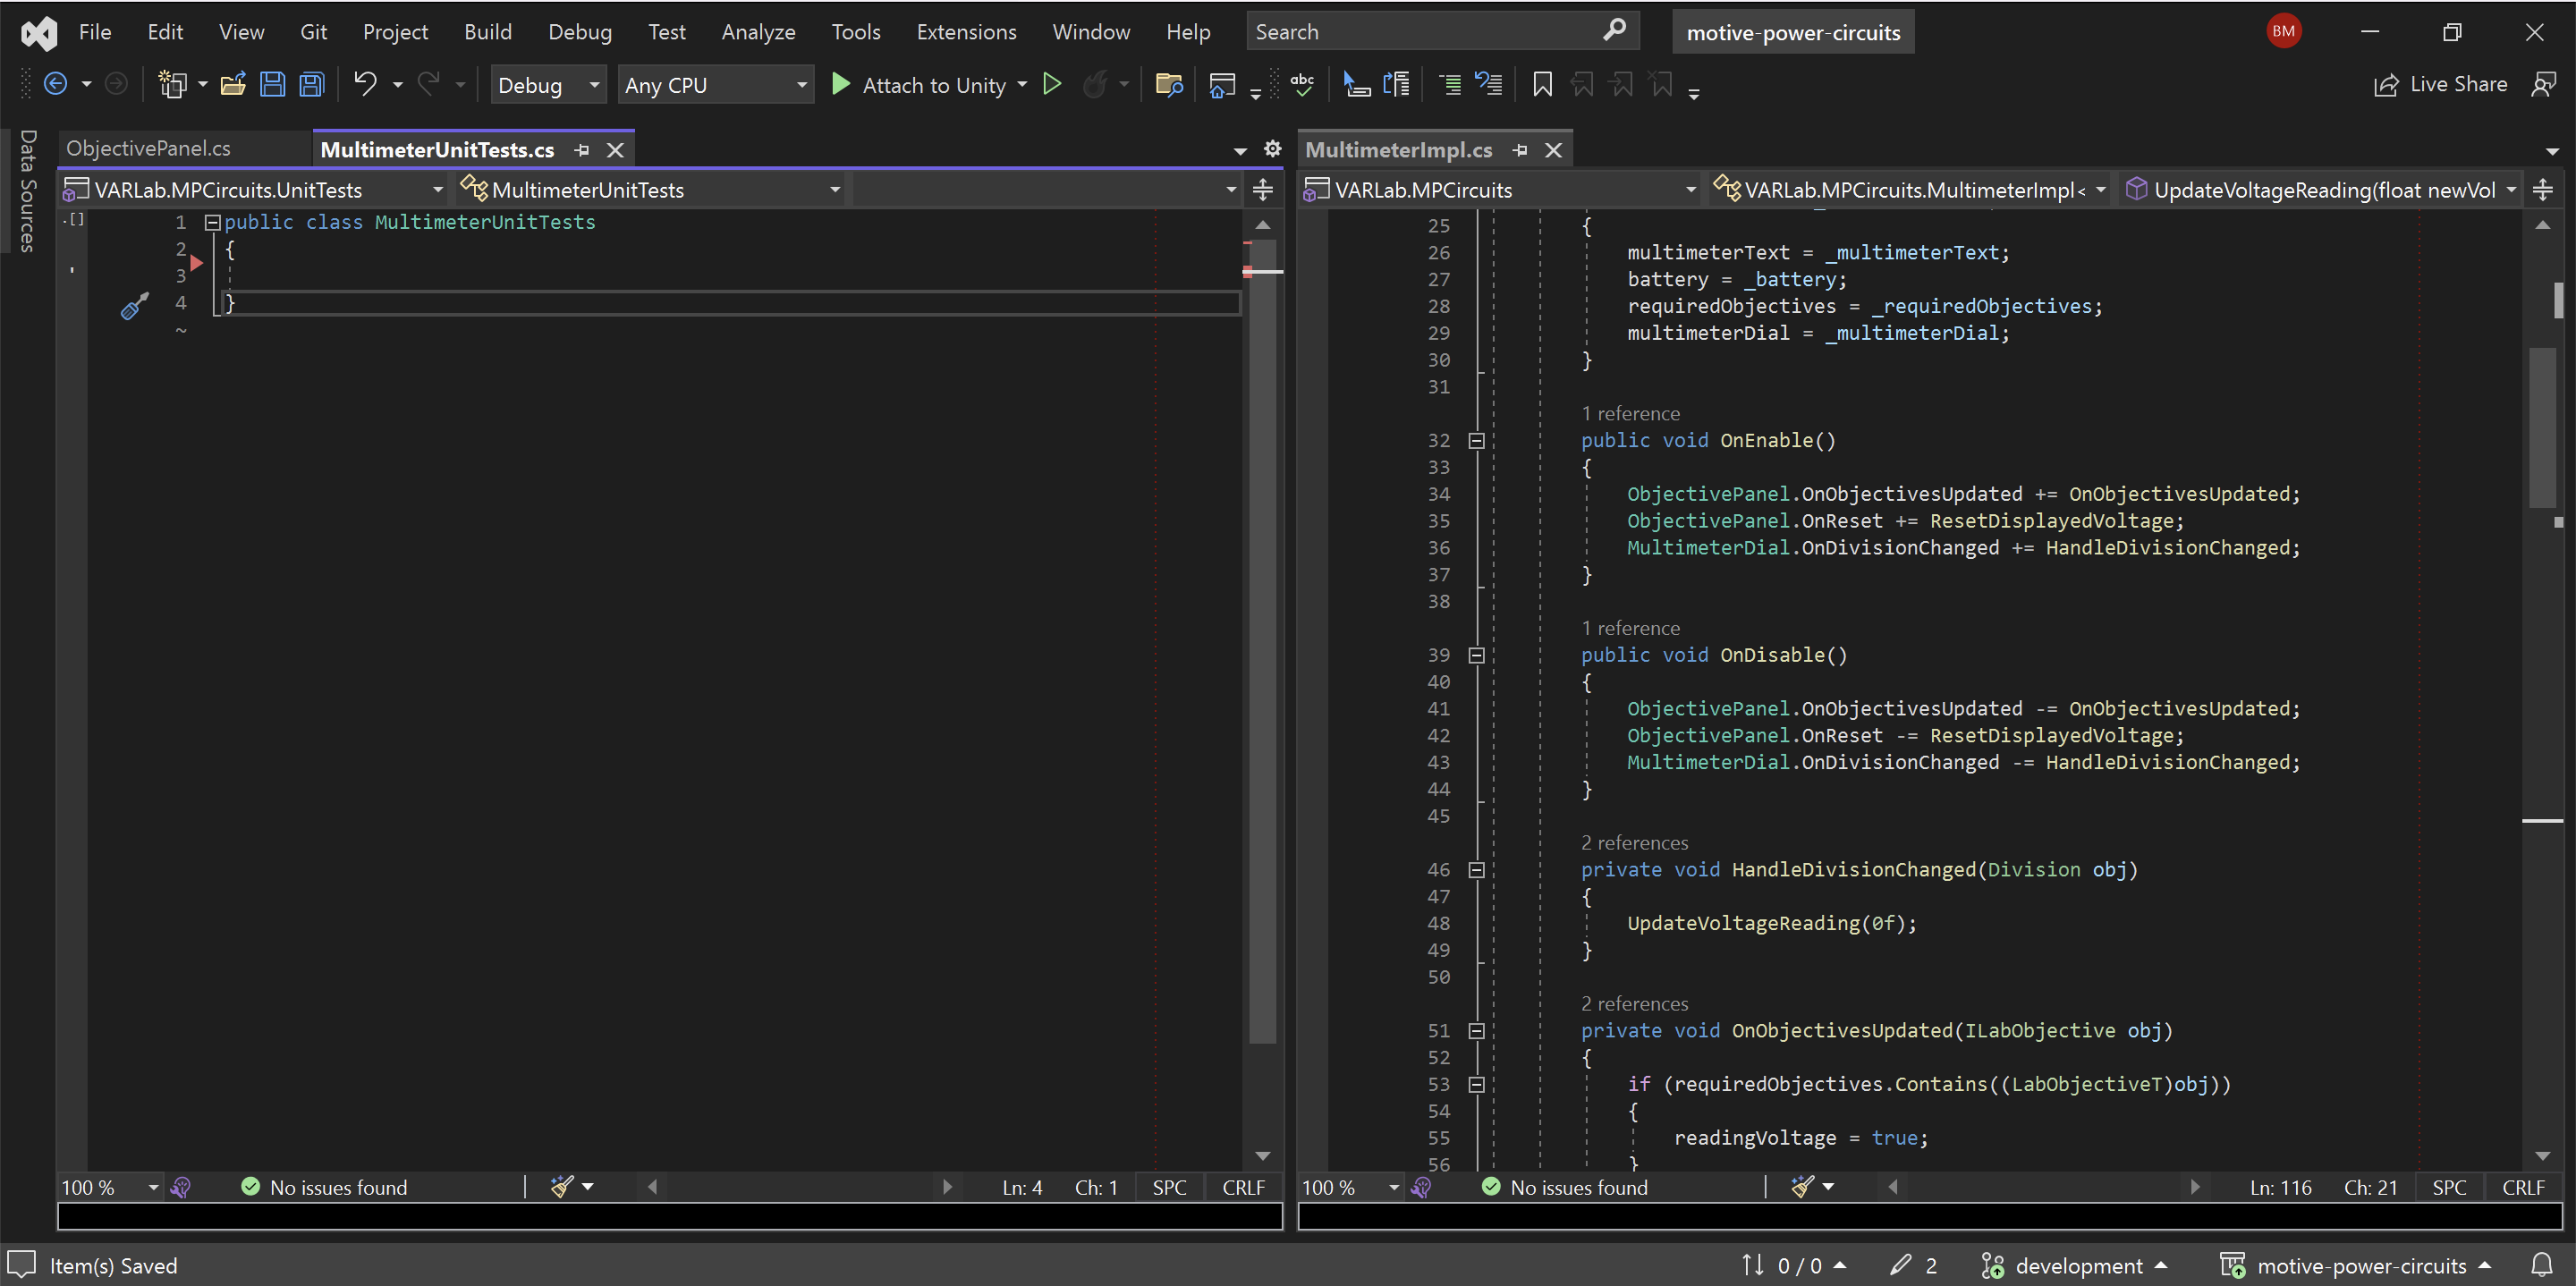 File Edit View Git Project Build Debug Test Analyze Tools Extensions Window Help Search motive-power-circuits BM
Debug Any CPU Attach to Unity abc Live Share
Data Sources
ObjectivePanel.cs MultimeterUnitTests.cs
VARLab.MPCircuits.UnitTests MultimeterUnitTests
1 public class MultimeterUnitTests
2 {
3
4 }
~
100 % No issues found Ln: 4 Ch: 1 SPC CRLF
MultimeterImpl.cs
VARLab.MPCircuits VARLab.MPCircuits.MultimeterImpl< UpdateVoltageReading(float newVol
25 {
26 multimeterText = _multimeterText;
27 battery = _battery;
28 requiredObjectives = _requiredObjectives;
29 multimeterDial = _multimeterDial;
30 }
31
1 reference
32 public void OnEnable()
33 {
34 ObjectivePanel.OnObjectivesUpdated += OnObjectivesUpdated;
35 ObjectivePanel.OnReset += ResetDisplayedVoltage;
36 MultimeterDial.OnDivisionChanged += HandleDivisionChanged;
37 }
38
1 reference
39 public void OnDisable()
40 {
41 ObjectivePanel.OnObjectivesUpdated -= OnObjectivesUpdated;
42 ObjectivePanel.OnReset -= ResetDisplayedVoltage;
43 MultimeterDial.OnDivisionChanged -= HandleDivisionChanged;
44 }
45
2 references
46 private void HandleDivisionChanged(Division obj)
47 {
48 UpdateVoltageReading(0f);
49 }
50
2 references
51 private void OnObjectivesUpdated(ILabObjective obj)
52 {
53 if (requiredObjectives.Contains((LabObjectiveT)obj))
54 {
55 readingVoltage = true;
56 }
100 % No issues found Ln: 116 Ch: 21 SPC CRLF
Item(s) Saved 0 / 0 2 development motive-power-circuits